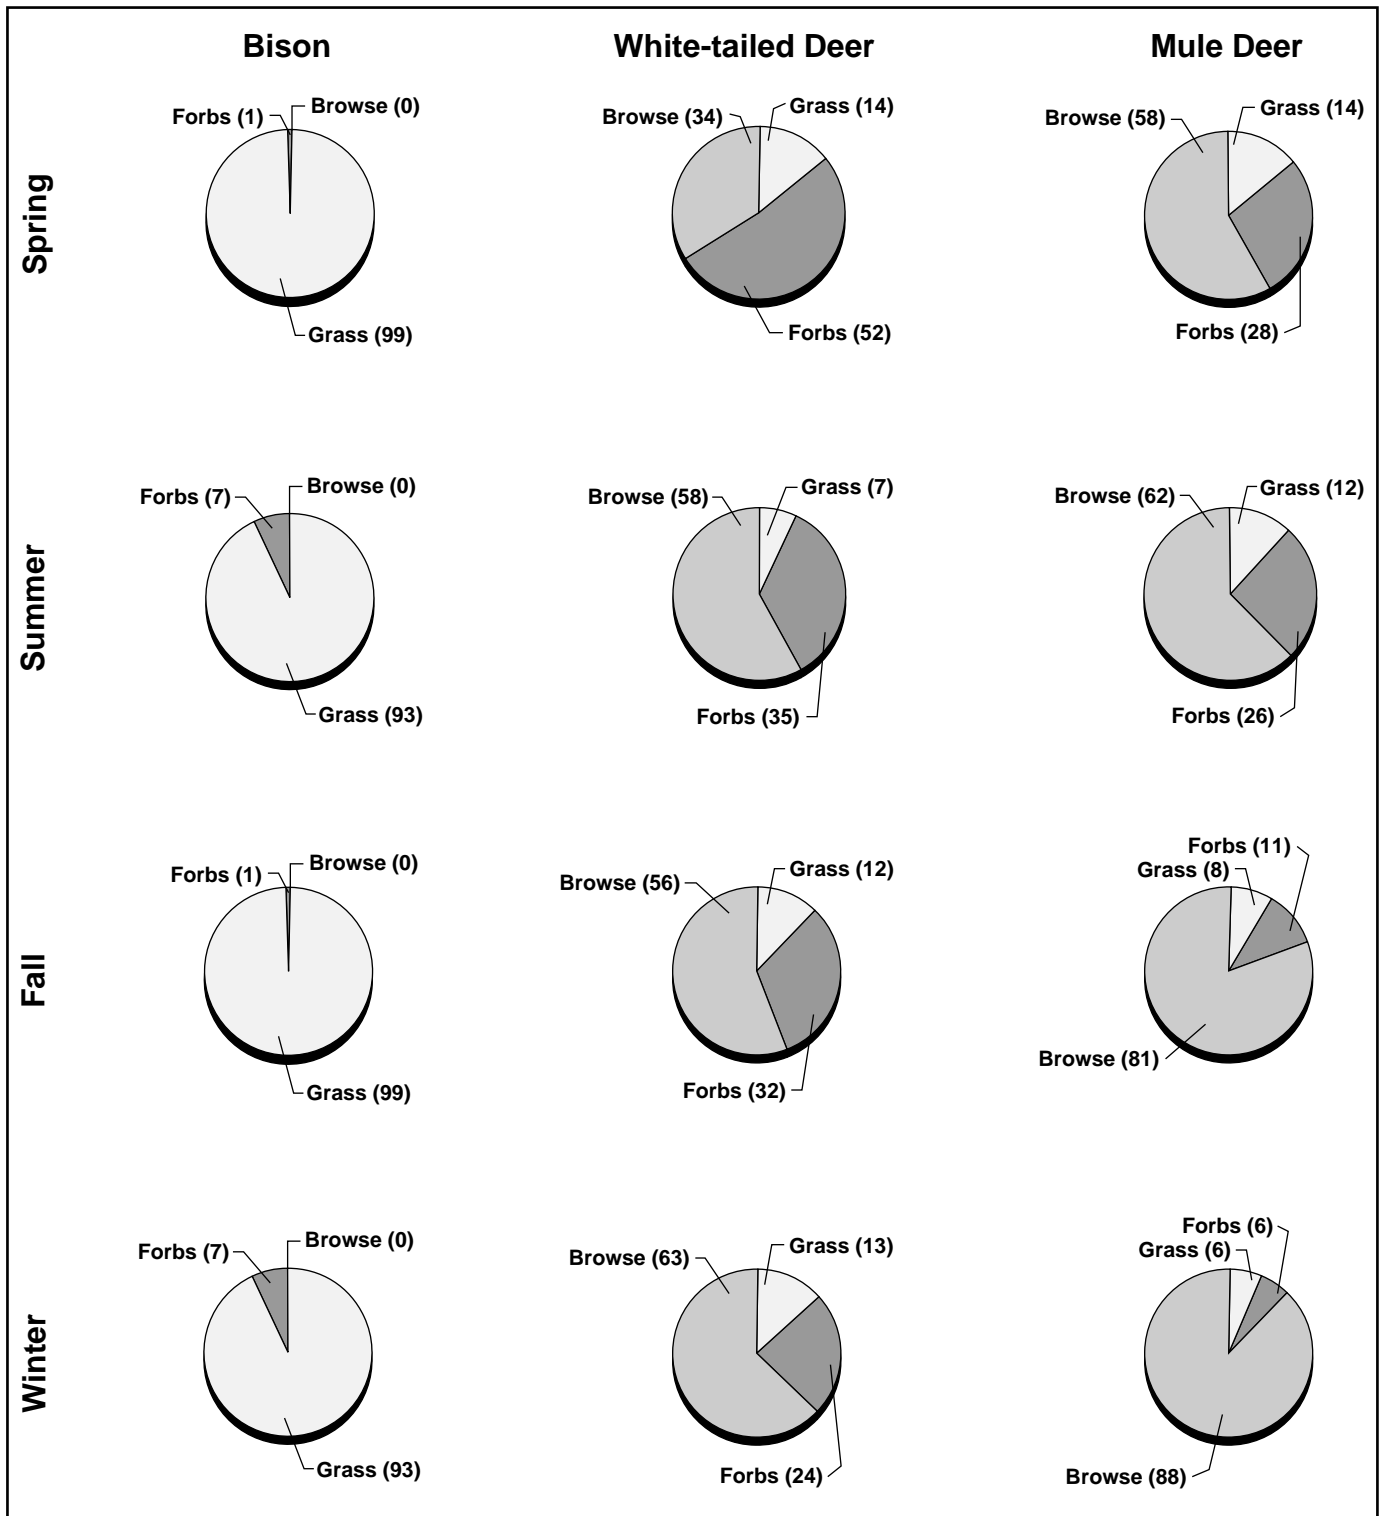 Bison
White-tailed Deer
Mule Deer
Spring
Forbs (1)
Browse (0)
Grass (99)
Browse (34)
Grass (14)
Forbs (52)
Browse (58)
Grass (14)
Forbs (28)
Summer
Forbs (7)
Browse (0)
Grass (93)
Browse (58)
Grass (7)
Forbs (35)
Browse (62)
Grass (12)
Forbs (26)
Fall
Forbs (1)
Browse (0)
Grass (99)
Browse (56)
Grass (12)
Forbs (32)
Forbs (11)
Grass (8)
Browse (81)
Winter
Forbs (7)
Browse (0)
Grass (93)
Browse (63)
Grass (13)
Forbs (24)
Forbs (6)
Grass (6)
Browse (88)